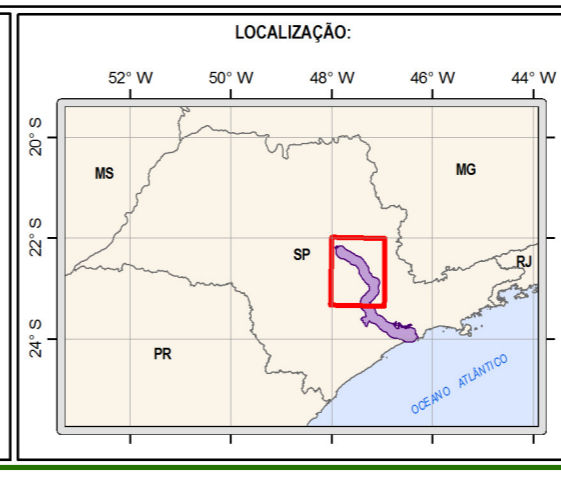 LOCALIZAÇÃO:
52° W 50° W 48° W 46° W 44° W
20° S
MS
MG
22° S
SP
RJ
24° S
PR
OCEANO ATLÂNTICO